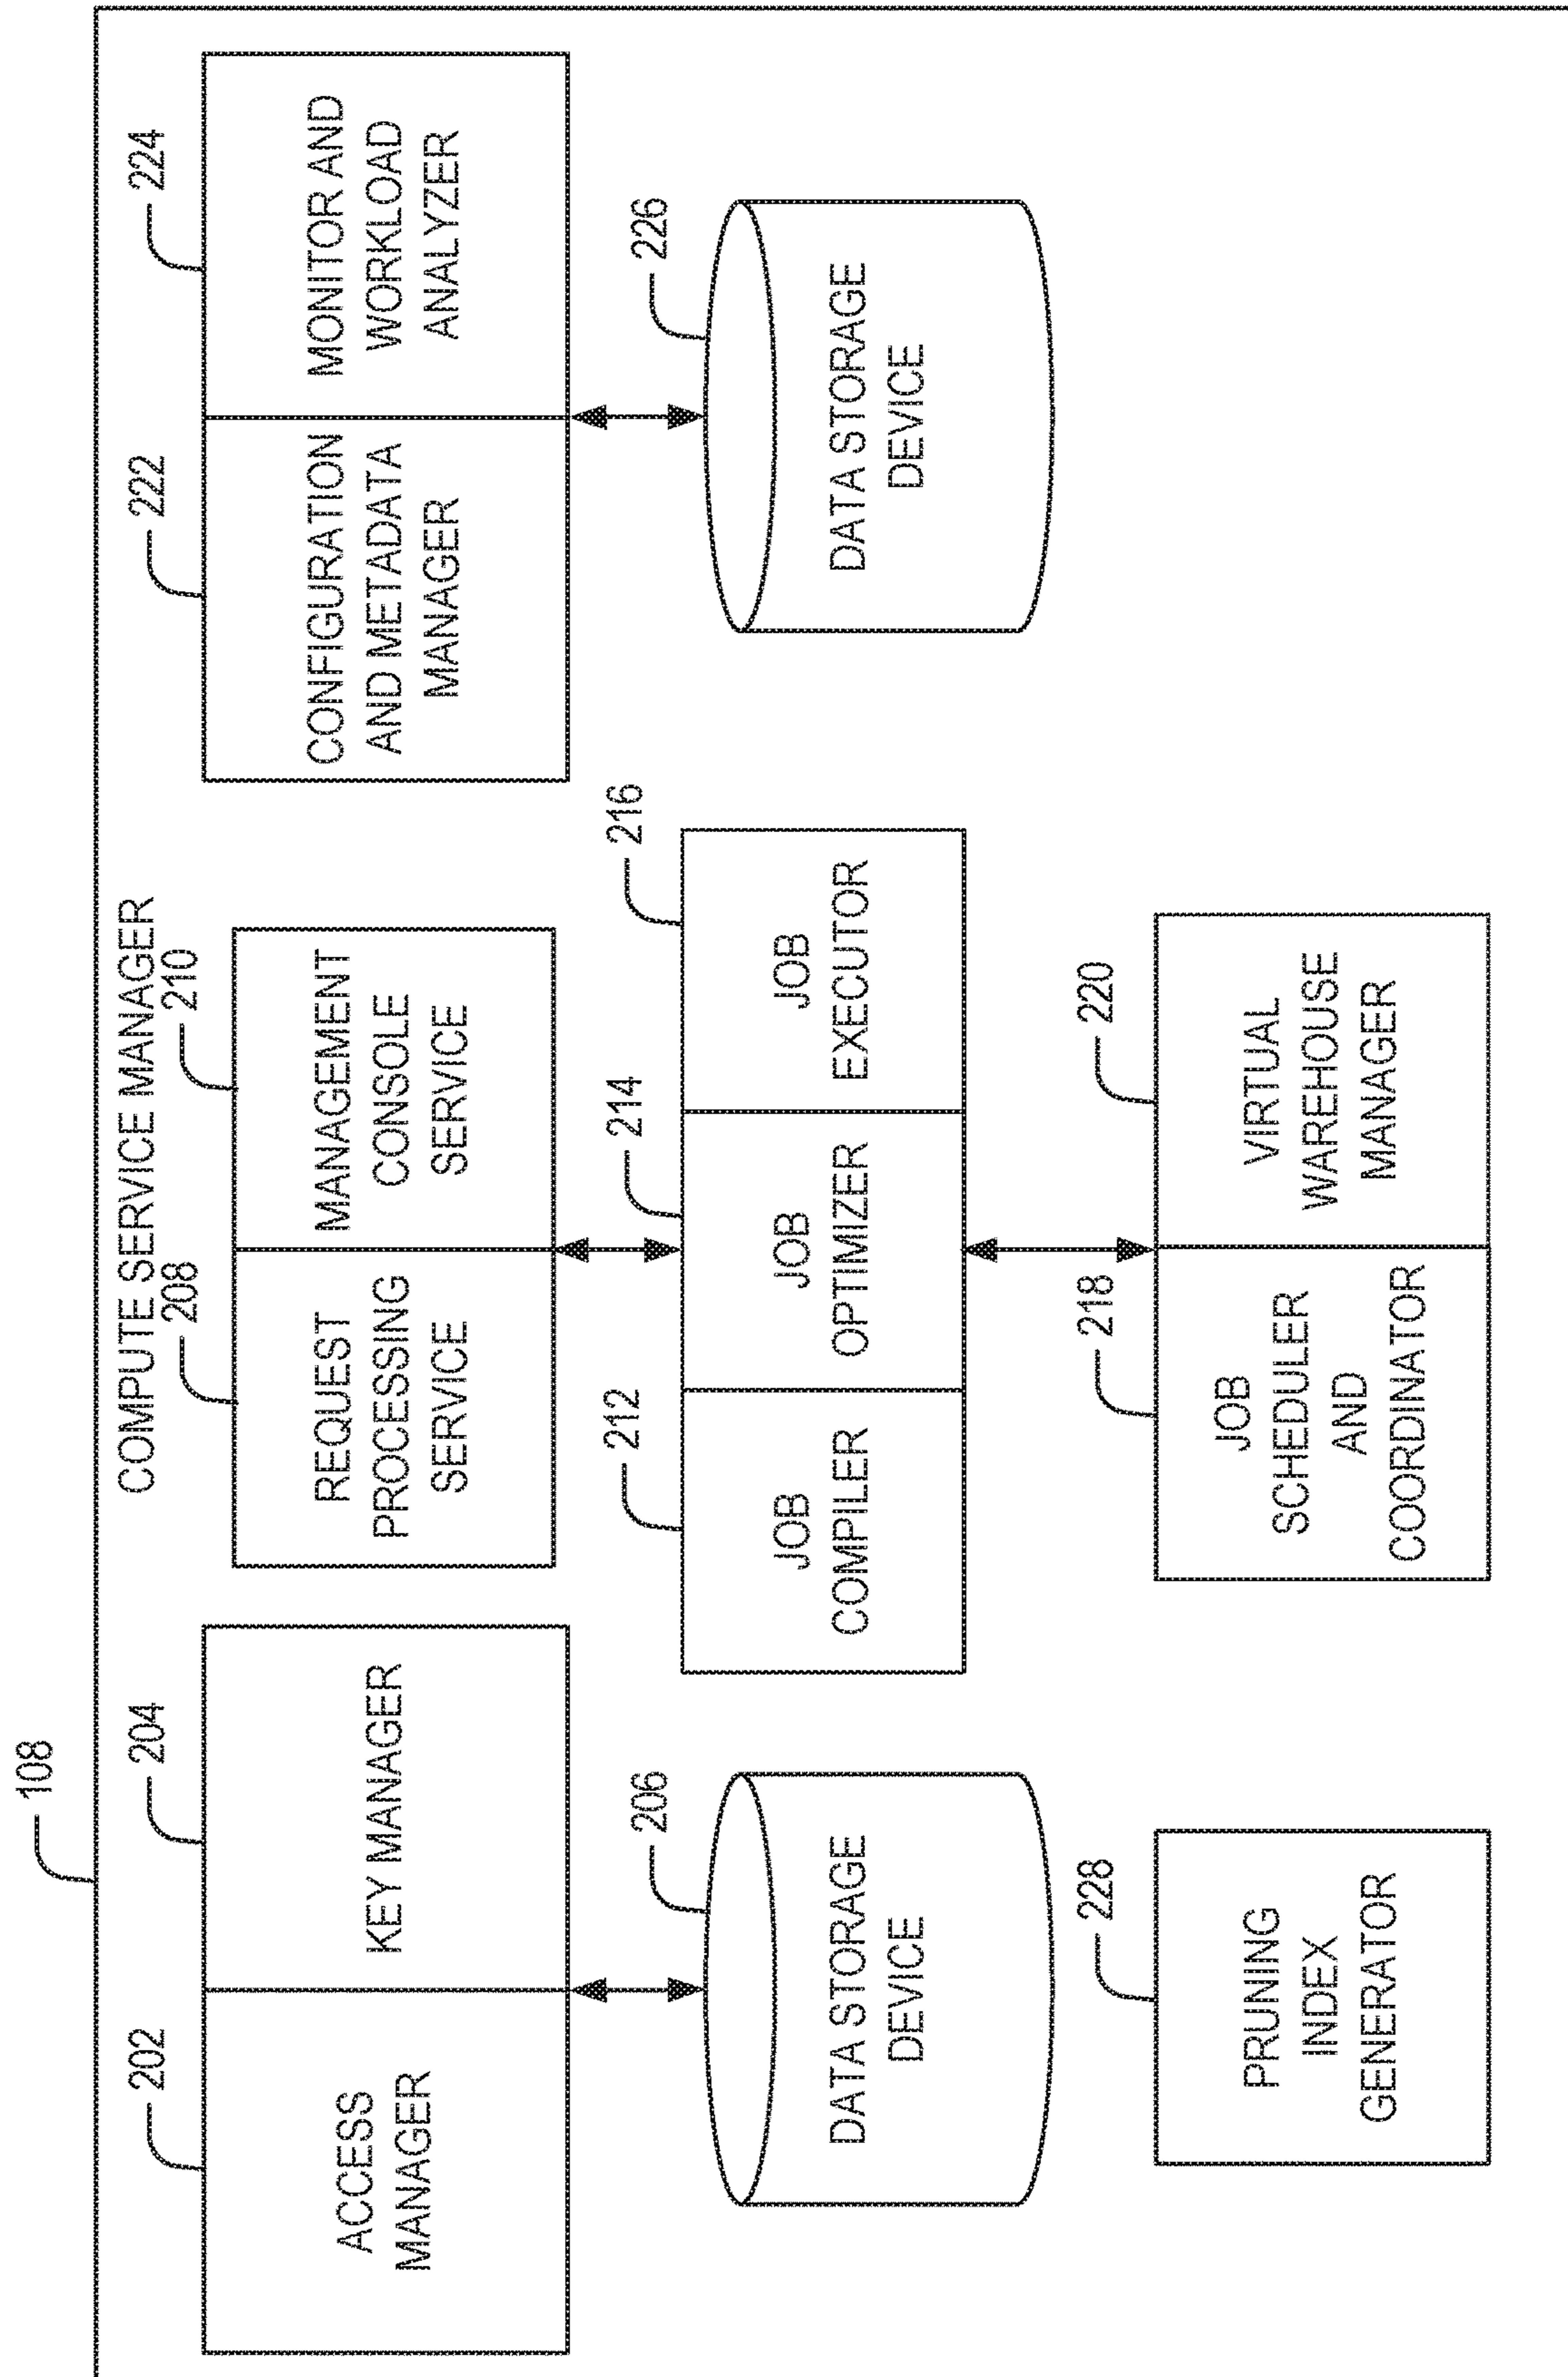 108
COMPUTE SERVICE MANAGER
202
204
ACCESS
MANAGER
KEY MANAGER
206
DATA STORAGE
DEVICE
228
PRUNING
INDEX
GENERATOR
208
210
REQUEST
PROCESSING
SERVICE
MANAGEMENT
CONSOLE
SERVICE
212
214
216
JOB
COMPILER
JOB
OPTIMIZER
JOB
EXECUTOR
218
220
JOB
SCHEDULER
AND
COORDINATOR
VIRTUAL
WAREHOUSE
MANAGER
222
224
CONFIGURATION
AND METADATA
MANAGER
MONITOR AND
WORKLOAD
ANALYZER
226
DATA STORAGE
DEVICE